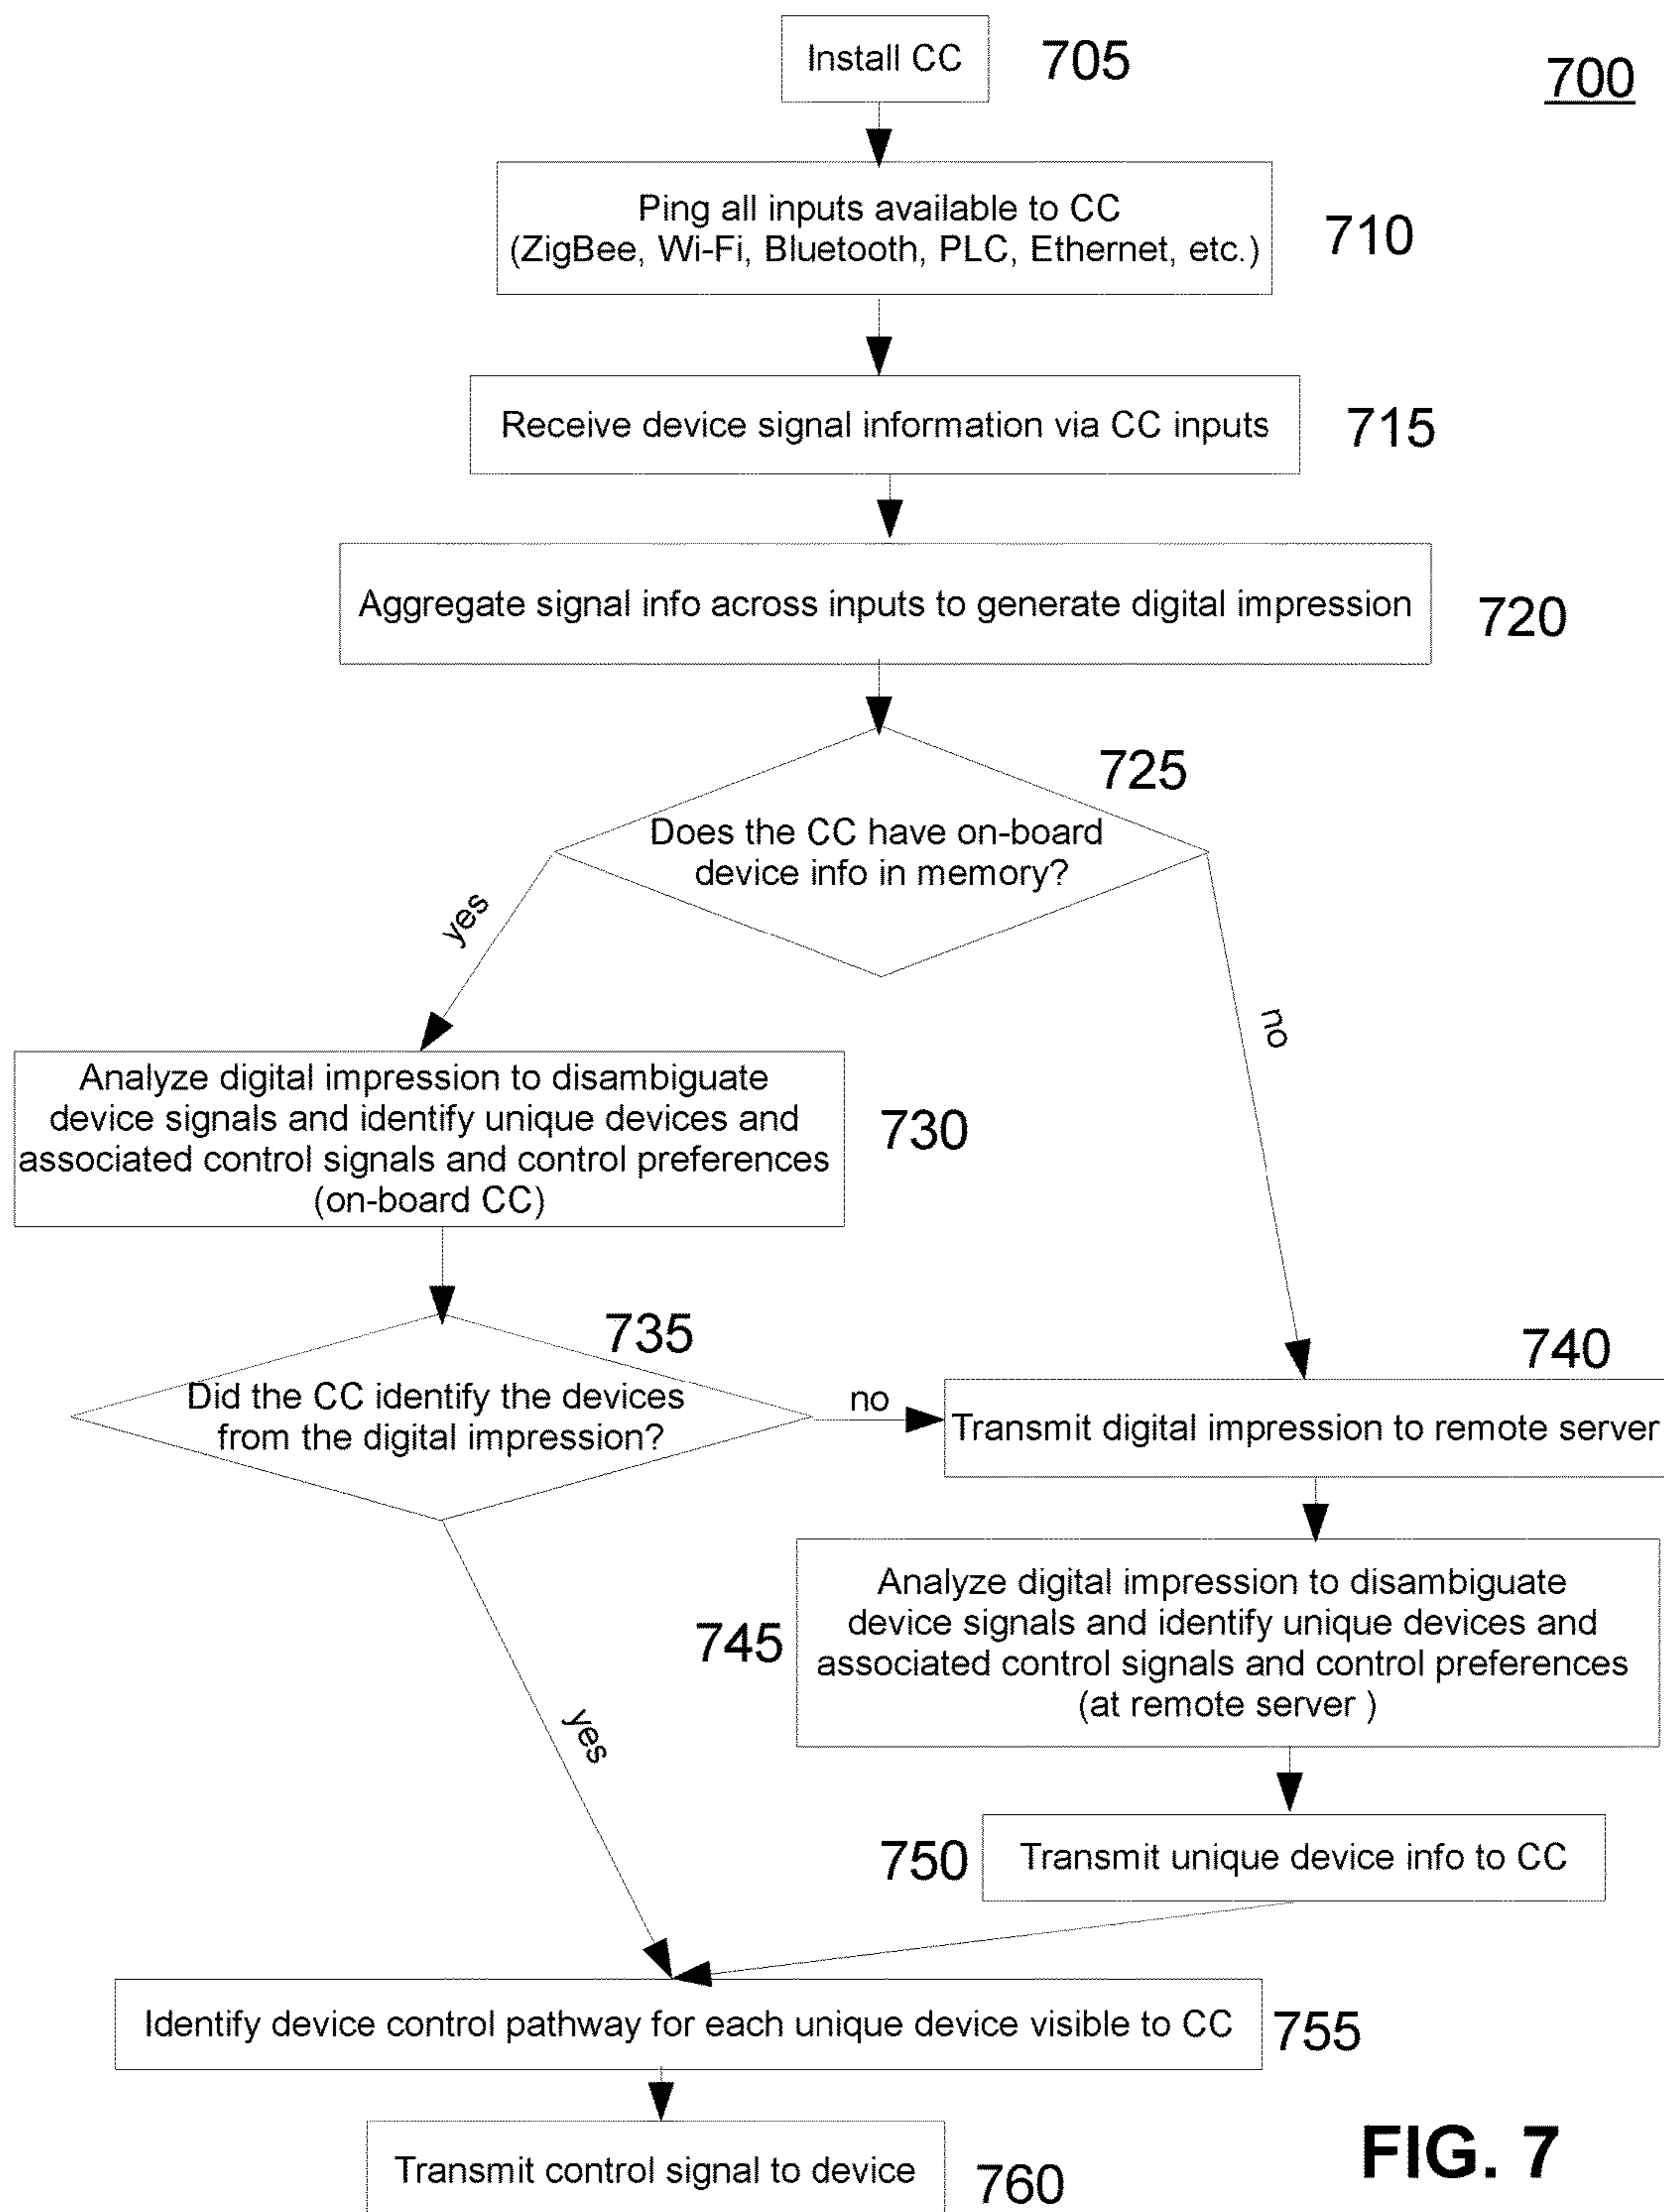 Install CC
705
700
Ping all inputs available to CC
(ZigBee, Wi-Fi, Bluetooth, PLC, Ethernet, etc.)
710
Receive device signal information via CC inputs
715
Aggregate signal info across inputs to generate digital impression
720
725
Does the CC have on-board
device info in memory?
yes
no
Analyze digital impression to disambiguate
device signals and identify unique devices and
associated control signals and control preferences
(on-board CC)
730
735
Did the CC identify the devices
from the digital impression?
no
740
Transmit digital impression to remote server
745
Analyze digital impression to disambiguate
device signals and identify unique devices and
associated control signals and control preferences
(at remote server )
yes
750
Transmit unique device info to CC
Identify device control pathway for each unique device visible to CC
755
Transmit control signal to device
760
FIG. 7